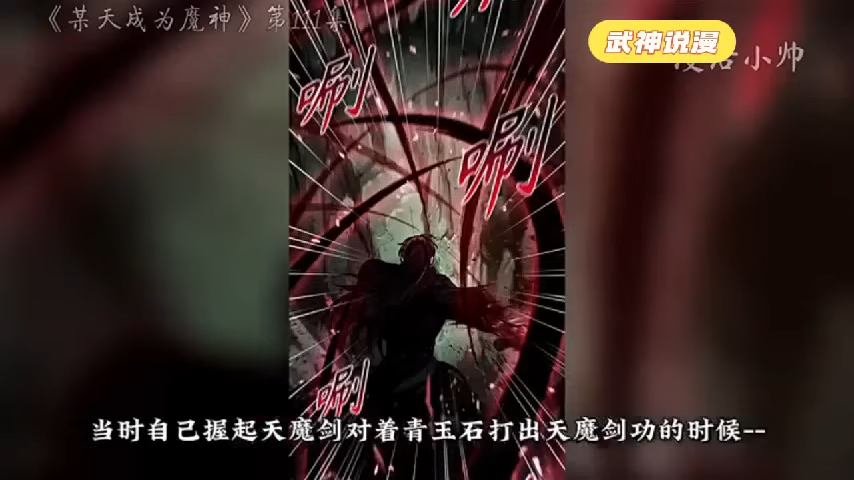 《某天成为魔神》第111集
武神说漫
小帅
唰
唰
唰
当时自己握起天魔剑对着青玉石打出天魔剑功的时候--